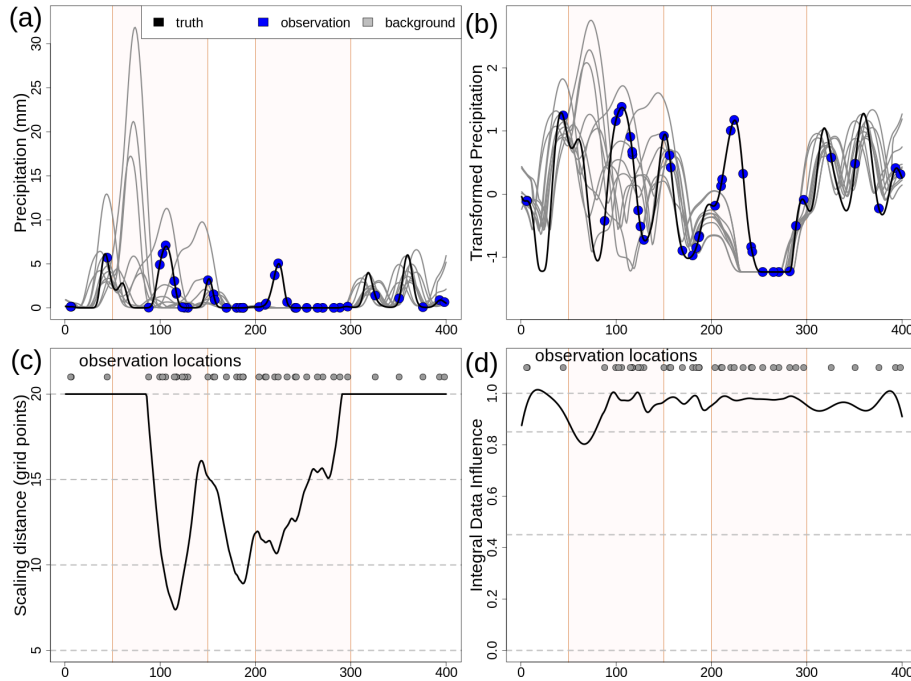 (a)
truth observation background
Precipitation (mm)
0 5 10 15 20 25 30
0 100 200 300 400
(b)
Transformed Precipitation
-1 0 1 2
0 100 200 300 400
(c)
observation locations
Scaling distance (grid points)
5 10 15 20
0 100 200 300 400
(d)
observation locations
Integral Data Influence
0.0 0.2 0.4 0.6 0.8 1.0
0 100 200 300 400